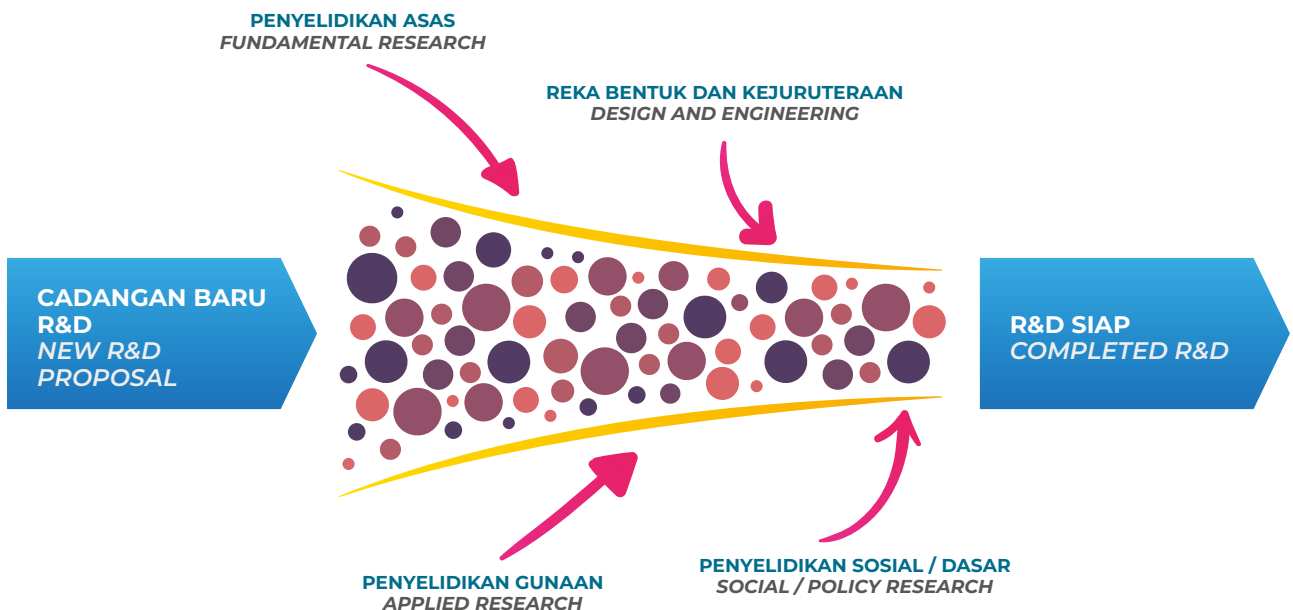 PENYELIDIKAN ASAS
FUNDAMENTAL RESEARCH
REKA BENTUK DAN KEJURUTERAAN
DESIGN AND ENGINEERING
CADANGAN BARU
R&D
NEW R&D
PROPOSAL
R&D SIAP
COMPLETED R&D
PENYELIDIKAN GUNAAN
APPLIED RESEARCH
PENYELIDIKAN SOSIAL / DASAR
SOCIAL / POLICY RESEARCH